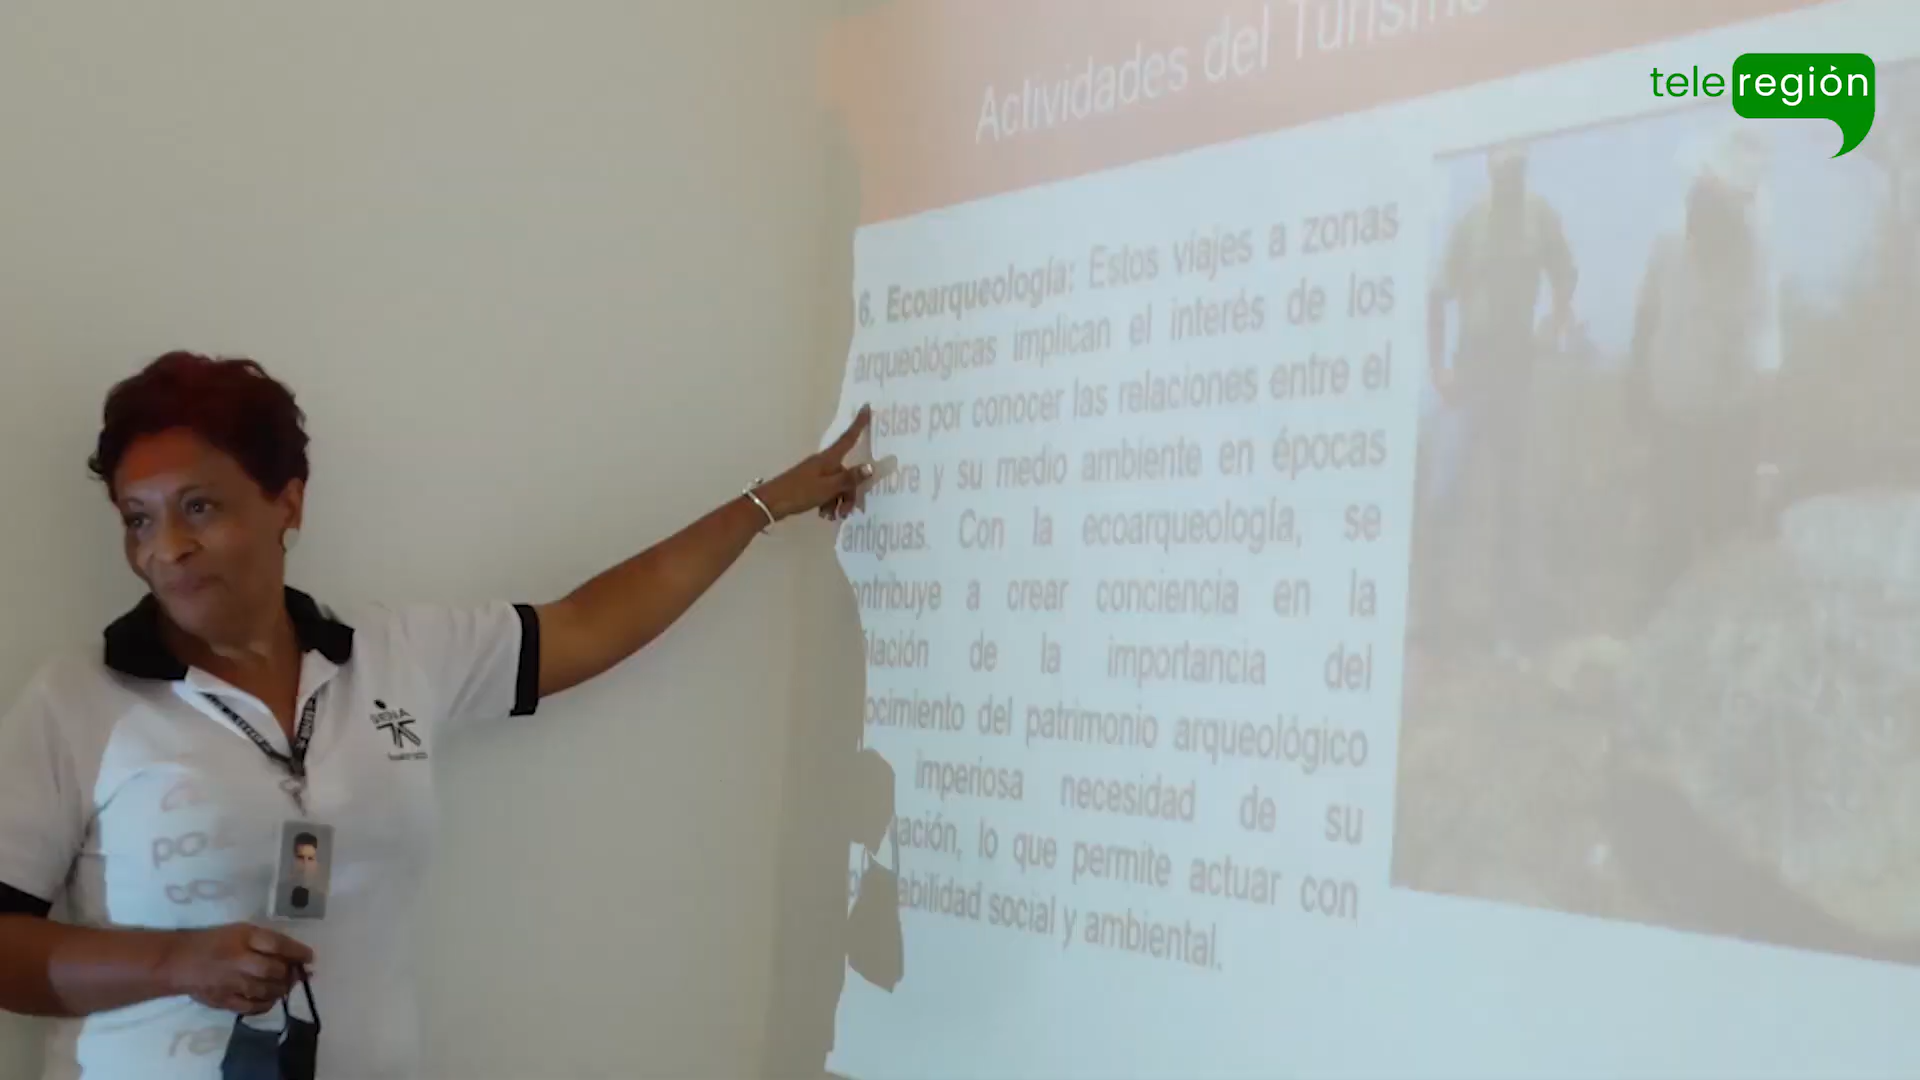 teleregión
Actividades del Turismo
6. Ecoarqueología: Estos viajes a zonas
arqueológicas implican el interés de los
por conocer las relaciones entre el
y su medio ambiente en épocas
antiguas. Con la ecoarqueología, se
a crear conciencia en la
de la importancia del
del patrimonio arqueológico
imperiosa necesidad de su
lo que permite actuar con
social y ambiental.
SENA